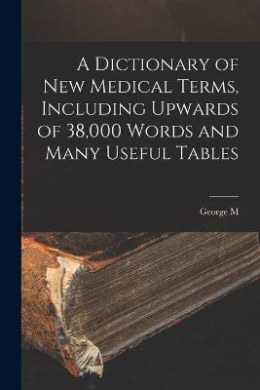 A Dictionary of
New Medical Terms,
Including Upwards
of 38,000 Words and
Many Useful Tables
George M